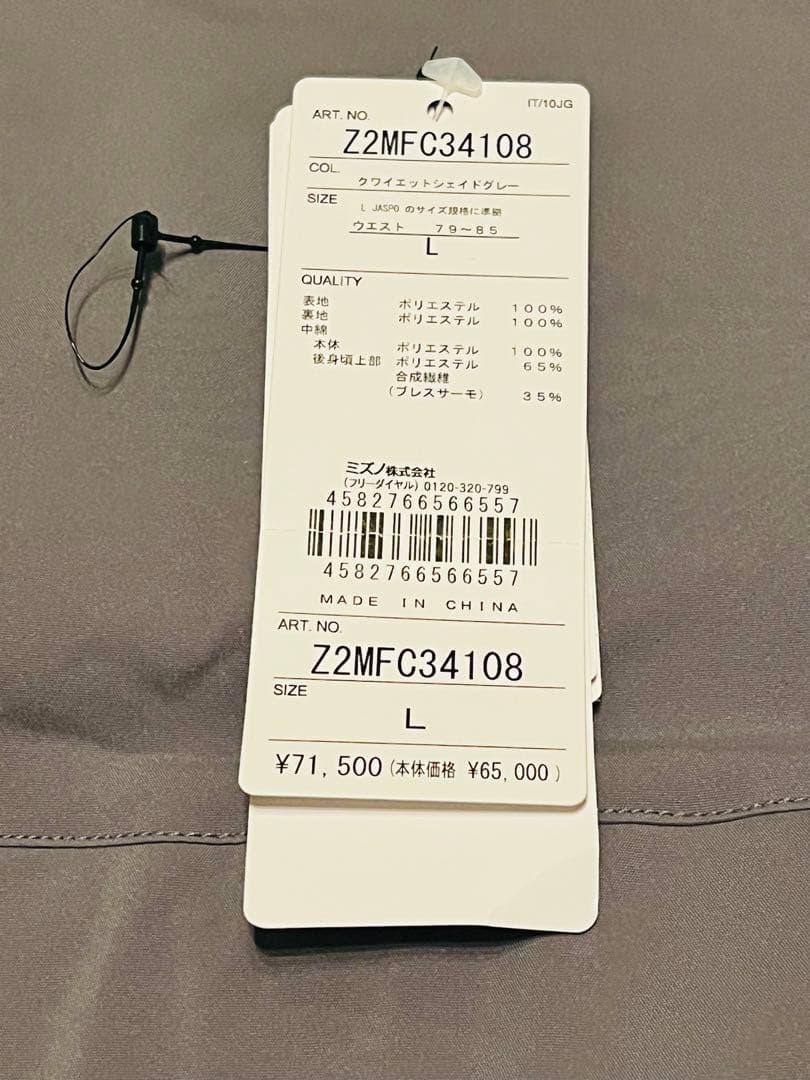 IT/10JG
ART. NO.
Z2MFC34108
COL.
クワイエットシェイドグレー
SIZE
L JASPO のサイズ規格に準拠
ウエスト 79～85
L
QUALITY
表地 ポリエステル 100%
裏地 ポリエステル 100%
中綿
本体 ポリエステル 100%
後身頃上部 ポリエステル 65%
合成繊維
(ブレスサーモ) 35%
ミズノ株式会社
(フリーダイヤル) 0120-320-799
4582766566557
4582766566557
MADE IN CHINA
ART. NO.
Z2MFC34108
SIZE
L
¥71,500 (本体価格 ¥65,000)